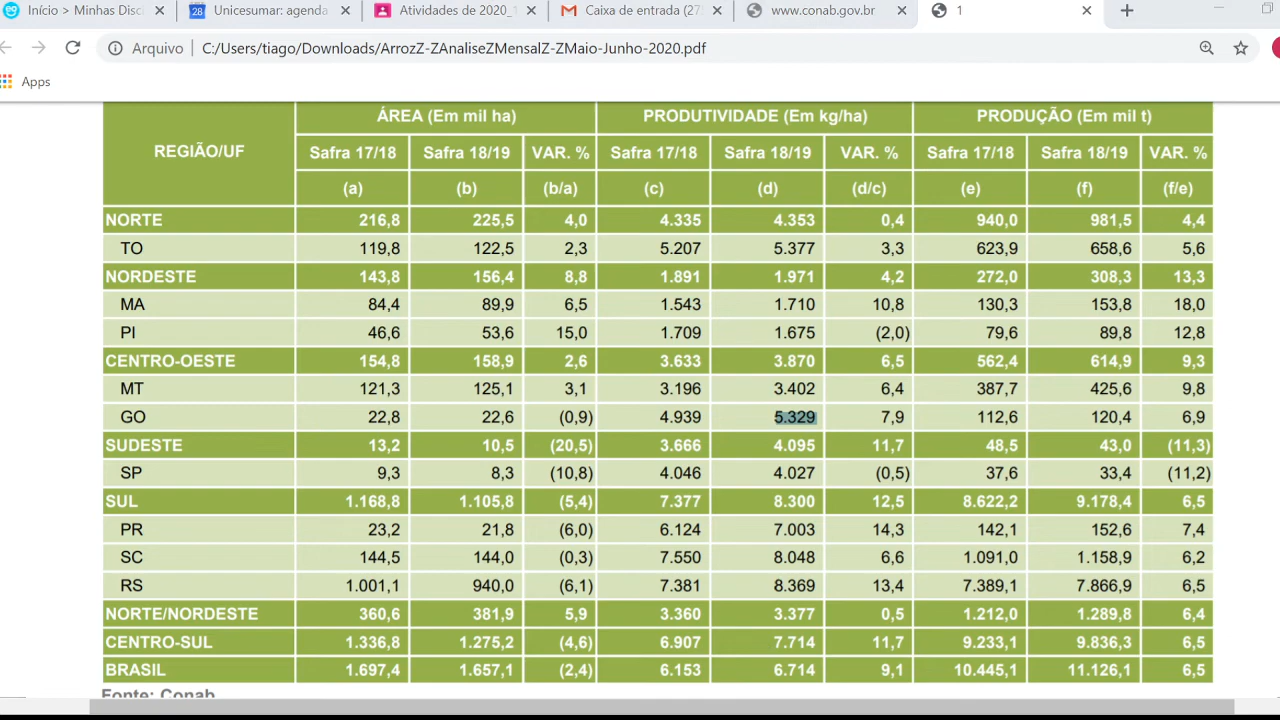 Início > Minhas Disc
Unicesumar: agenda
Atividades de 2020_1
Caixa de entrada (27
www.conab.gov.br
1
Arquivo C:/Users/tiago/Downloads/ArrozZ-ZAnaliseZMensalZ-ZMaio-Junho-2020.pdf
Apps
REGIÃO/UF ÁREA (Em mil ha) PRODUTIVIDADE (Em kg/ha) PRODUÇÃO (Em mil t)
Safra 17/18 Safra 18/19 VAR. % Safra 17/18 Safra 18/19 VAR. % Safra 17/18 Safra 18/19 VAR. %
(a) (b) (b/a) (c) (d) (d/c) (e) (f) (f/e)
NORTE 216,8 225,5 4,0 4.335 4.353 0,4 940,0 981,5 4,4
TO 119,8 122,5 2,3 5.207 5.377 3,3 623,9 658,6 5,6
NORDESTE 143,8 156,4 8,8 1.891 1.971 4,2 272,0 308,3 13,3
MA 84,4 89,9 6,5 1.543 1.710 10,8 130,3 153,8 18,0
PI 46,6 53,6 15,0 1.709 1.675 (2,0) 79,6 89,8 12,8
CENTRO-OESTE 154,8 158,9 2,6 3.633 3.870 6,5 562,4 614,9 9,3
MT 121,3 125,1 3,1 3.196 3.402 6,4 387,7 425,6 9,8
GO 22,8 22,6 (0,9) 4.939 5.329 7,9 112,6 120,4 6,9
SUDESTE 13,2 10,5 (20,5) 3.666 4.095 11,7 48,5 43,0 (11,3)
SP 9,3 8,3 (10,8) 4.046 4.027 (0,5) 37,6 33,4 (11,2)
SUL 1.168,8 1.105,8 (5,4) 7.377 8.300 12,5 8.622,2 9.178,4 6,5
PR 23,2 21,8 (6,0) 6.124 7.003 14,3 142,1 152,6 7,4
SC 144,5 144,0 (0,3) 7.550 8.048 6,6 1.091,0 1.158,9 6,2
RS 1.001,1 940,0 (6,1) 7.381 8.369 13,4 7.389,1 7.866,9 6,5
NORTE/NORDESTE 360,6 381,9 5,9 3.360 3.377 0,5 1.212,0 1.289,8 6,4
CENTRO-SUL 1.336,8 1.275,2 (4,6) 6.907 7.714 11,7 9.233,1 9.836,3 6,5
BRASIL 1.697,4 1.657,1 (2,4) 6.153 6.714 9,1 10.445,1 11.126,1 6,5
Fonte: Conab